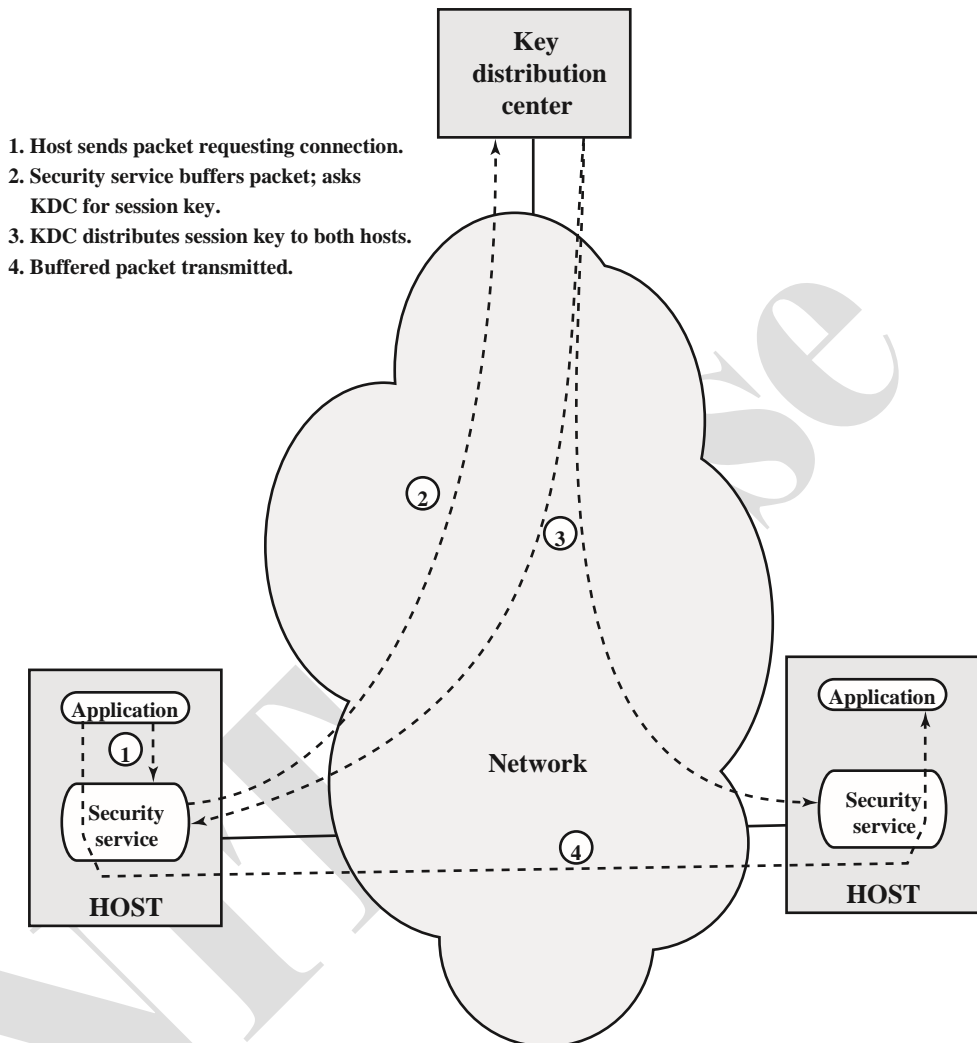 Key
distribution
center
1. Host sends packet requesting connection.
2. Security service buffers packet; asks
KDC for session key.
3. KDC distributes session key to both hosts.
4. Buffered packet transmitted.
2
3
Application
1
Security
service
HOST
Network
4
Application
Security
service
HOST